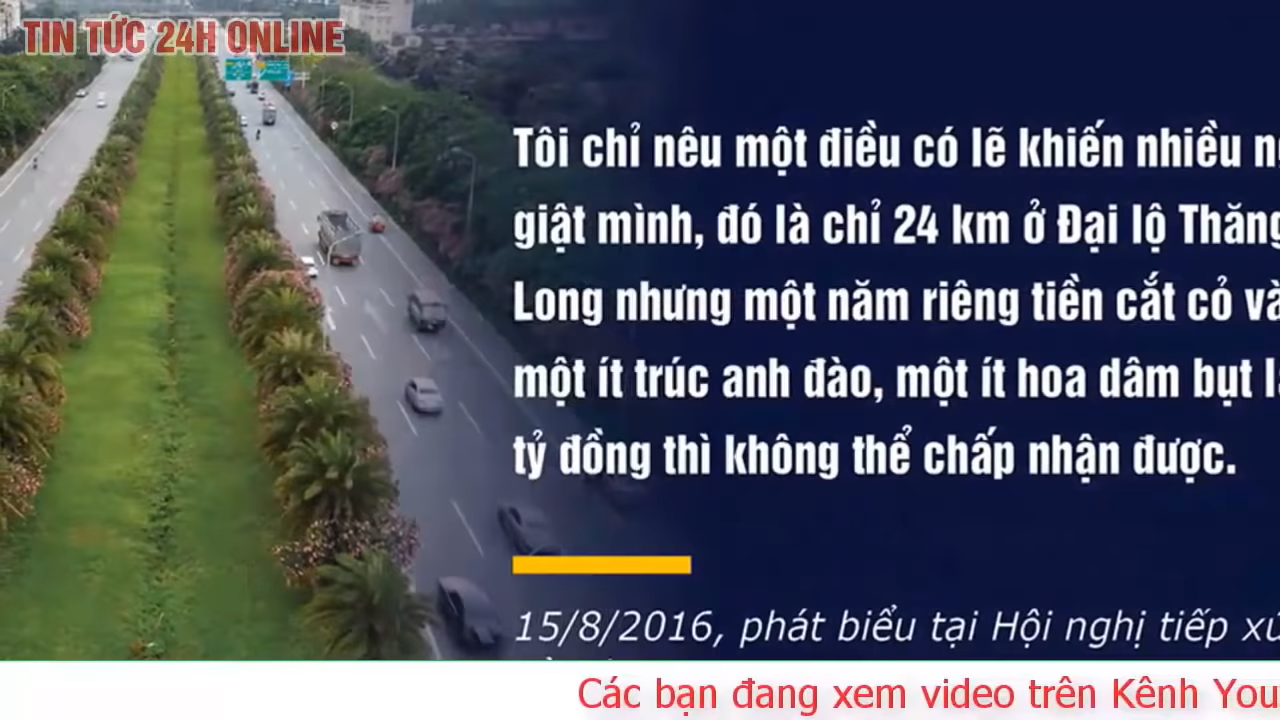 TIN TỨC 24H ONLINE
Tôi chỉ nêu một điều có lẽ khiến nhiều
giật mình, đó là chỉ 24 km ở Đại lộ Thăng
Long nhưng một năm riêng tiền cắt cỏ và
một ít trúc anh đào, một ít hoa dâm bụt
tỷ đồng thì không thể chấp nhận được.
15/8/2016, phát biểu tại Hội nghị tiếp
Các bạn đang xem video trên Kênh